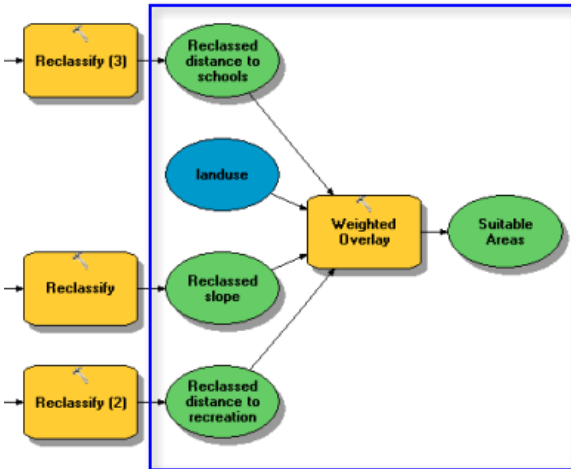 Reclassify (3)
Reclassed
distance to
schools
landuse
Weighted
Overlay
Suitable
Areas
Reclassify
Reclassed
slope
Reclassify (2)
Reclassed
distance to
recreation